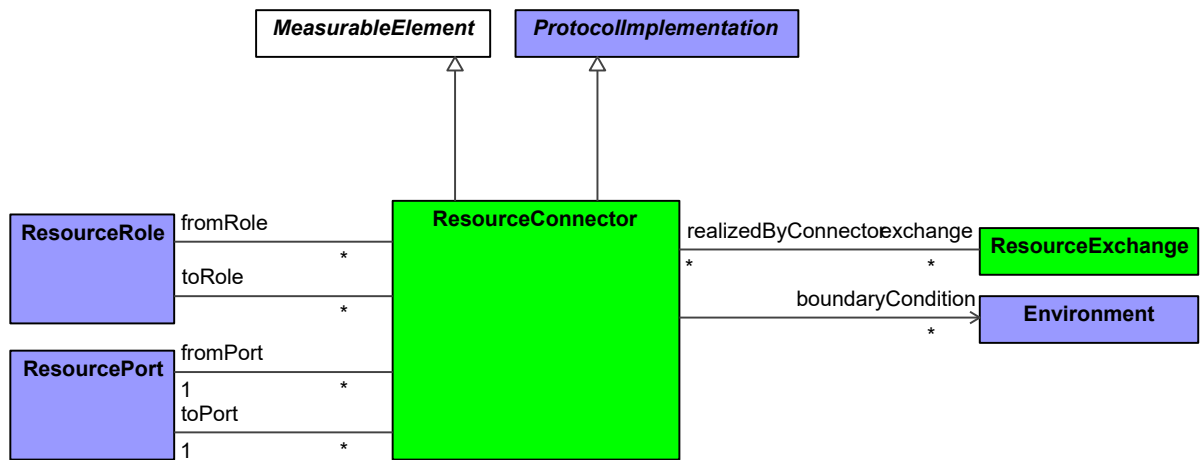 MeasurableElement
ProtocolImplementation
ResourceRole
fromRole
*
toRole
*
ResourceConnector
realizedByConnector
exchange
*
*
ResourceExchange
boundaryCondition
*
Environment
ResourcePort
fromPort
1
*
toPort
1
*